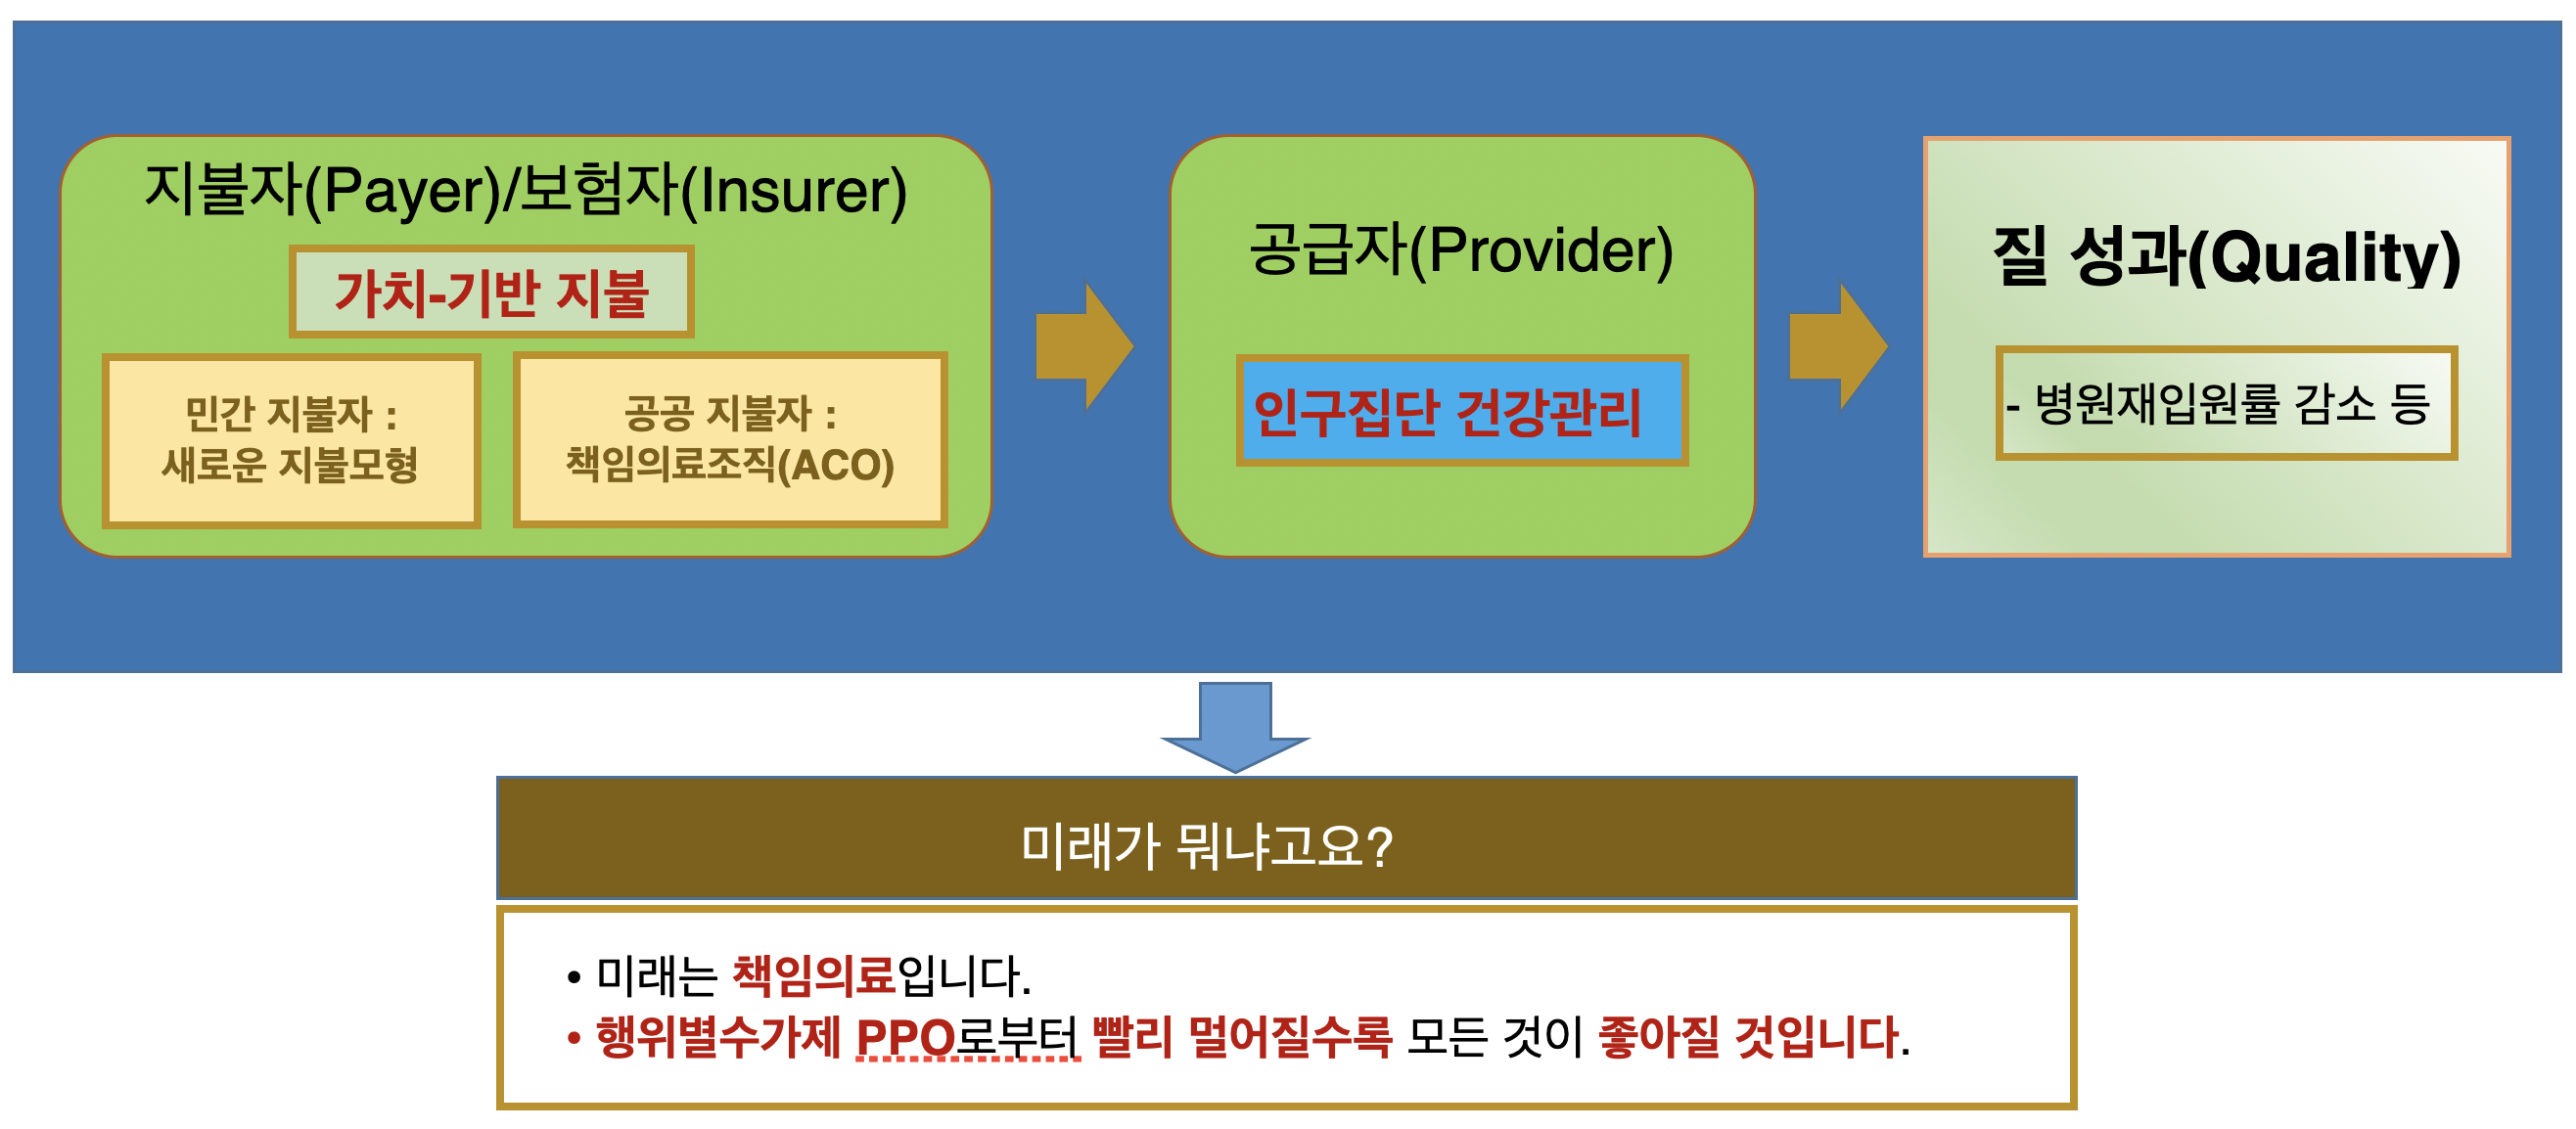 지불자(Payer)/보험자(Insurer)
가치-기반 지불
민간 지불자 :
새로운 지불모형
공공 지불자 :
책임의료조직(ACO)
공급자(Provider)
인구집단 건강관리
질 성과(Quality)
- 병원재입원률 감소 등
미래가 뭐냐고요?
• 미래는 책임의료입니다.
• 행위별수가제 PPO로부터 빨리 멀어질수록 모든 것이 좋아질 것입니다.